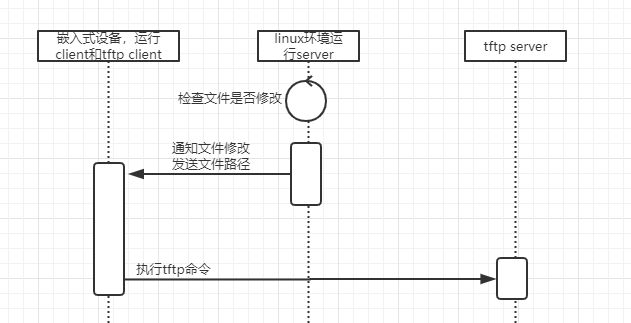 嵌入式设备，运行
client和tftp client
linux环境运
行server
tftp server
检查文件是否修改
通知文件修改
发送文件路径
执行tftp命令